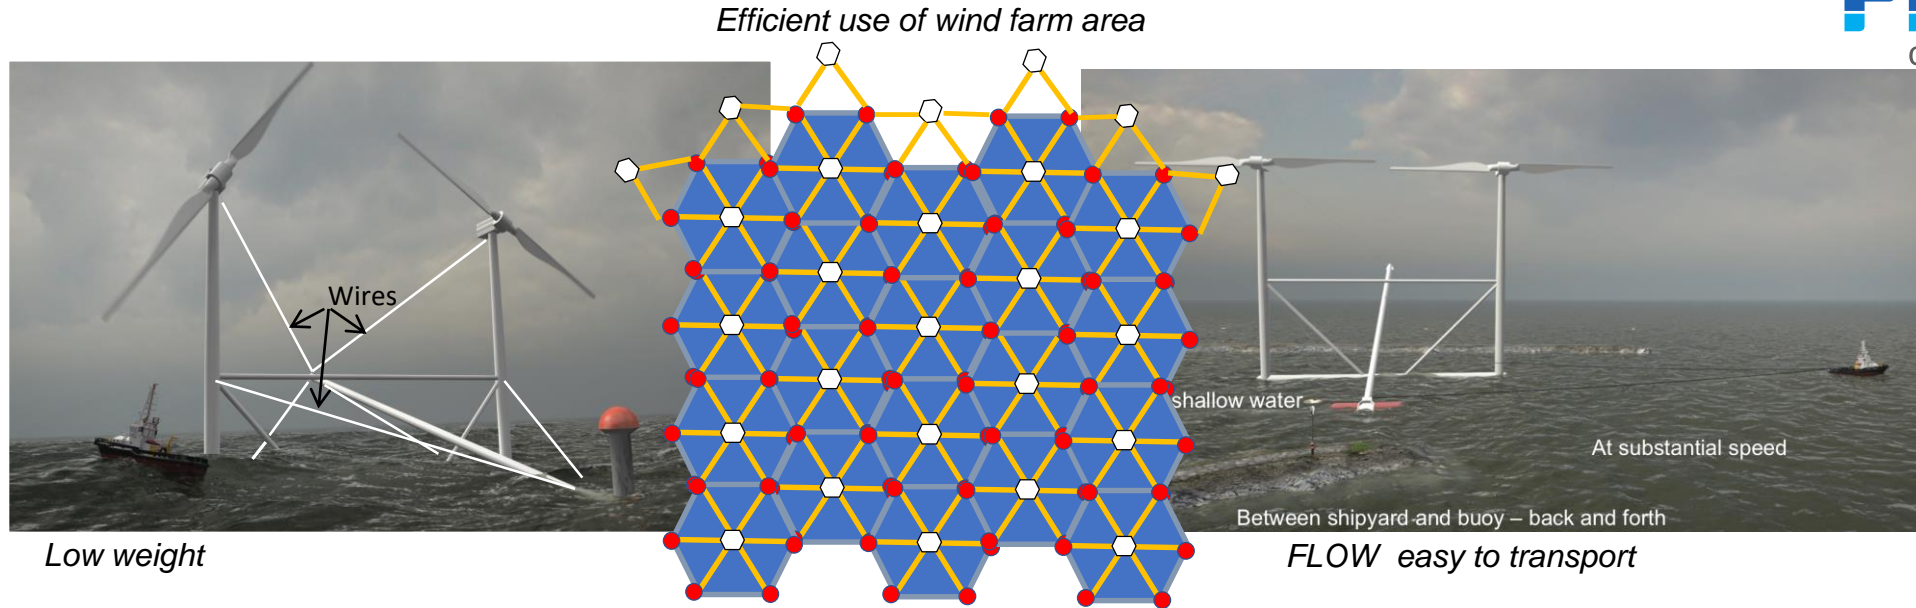 Efficient use of wind farm area
Wires
shallow water
At substantial speed
Between shipyard and buoy – back and forth
Low weight
FLOW easy to transport